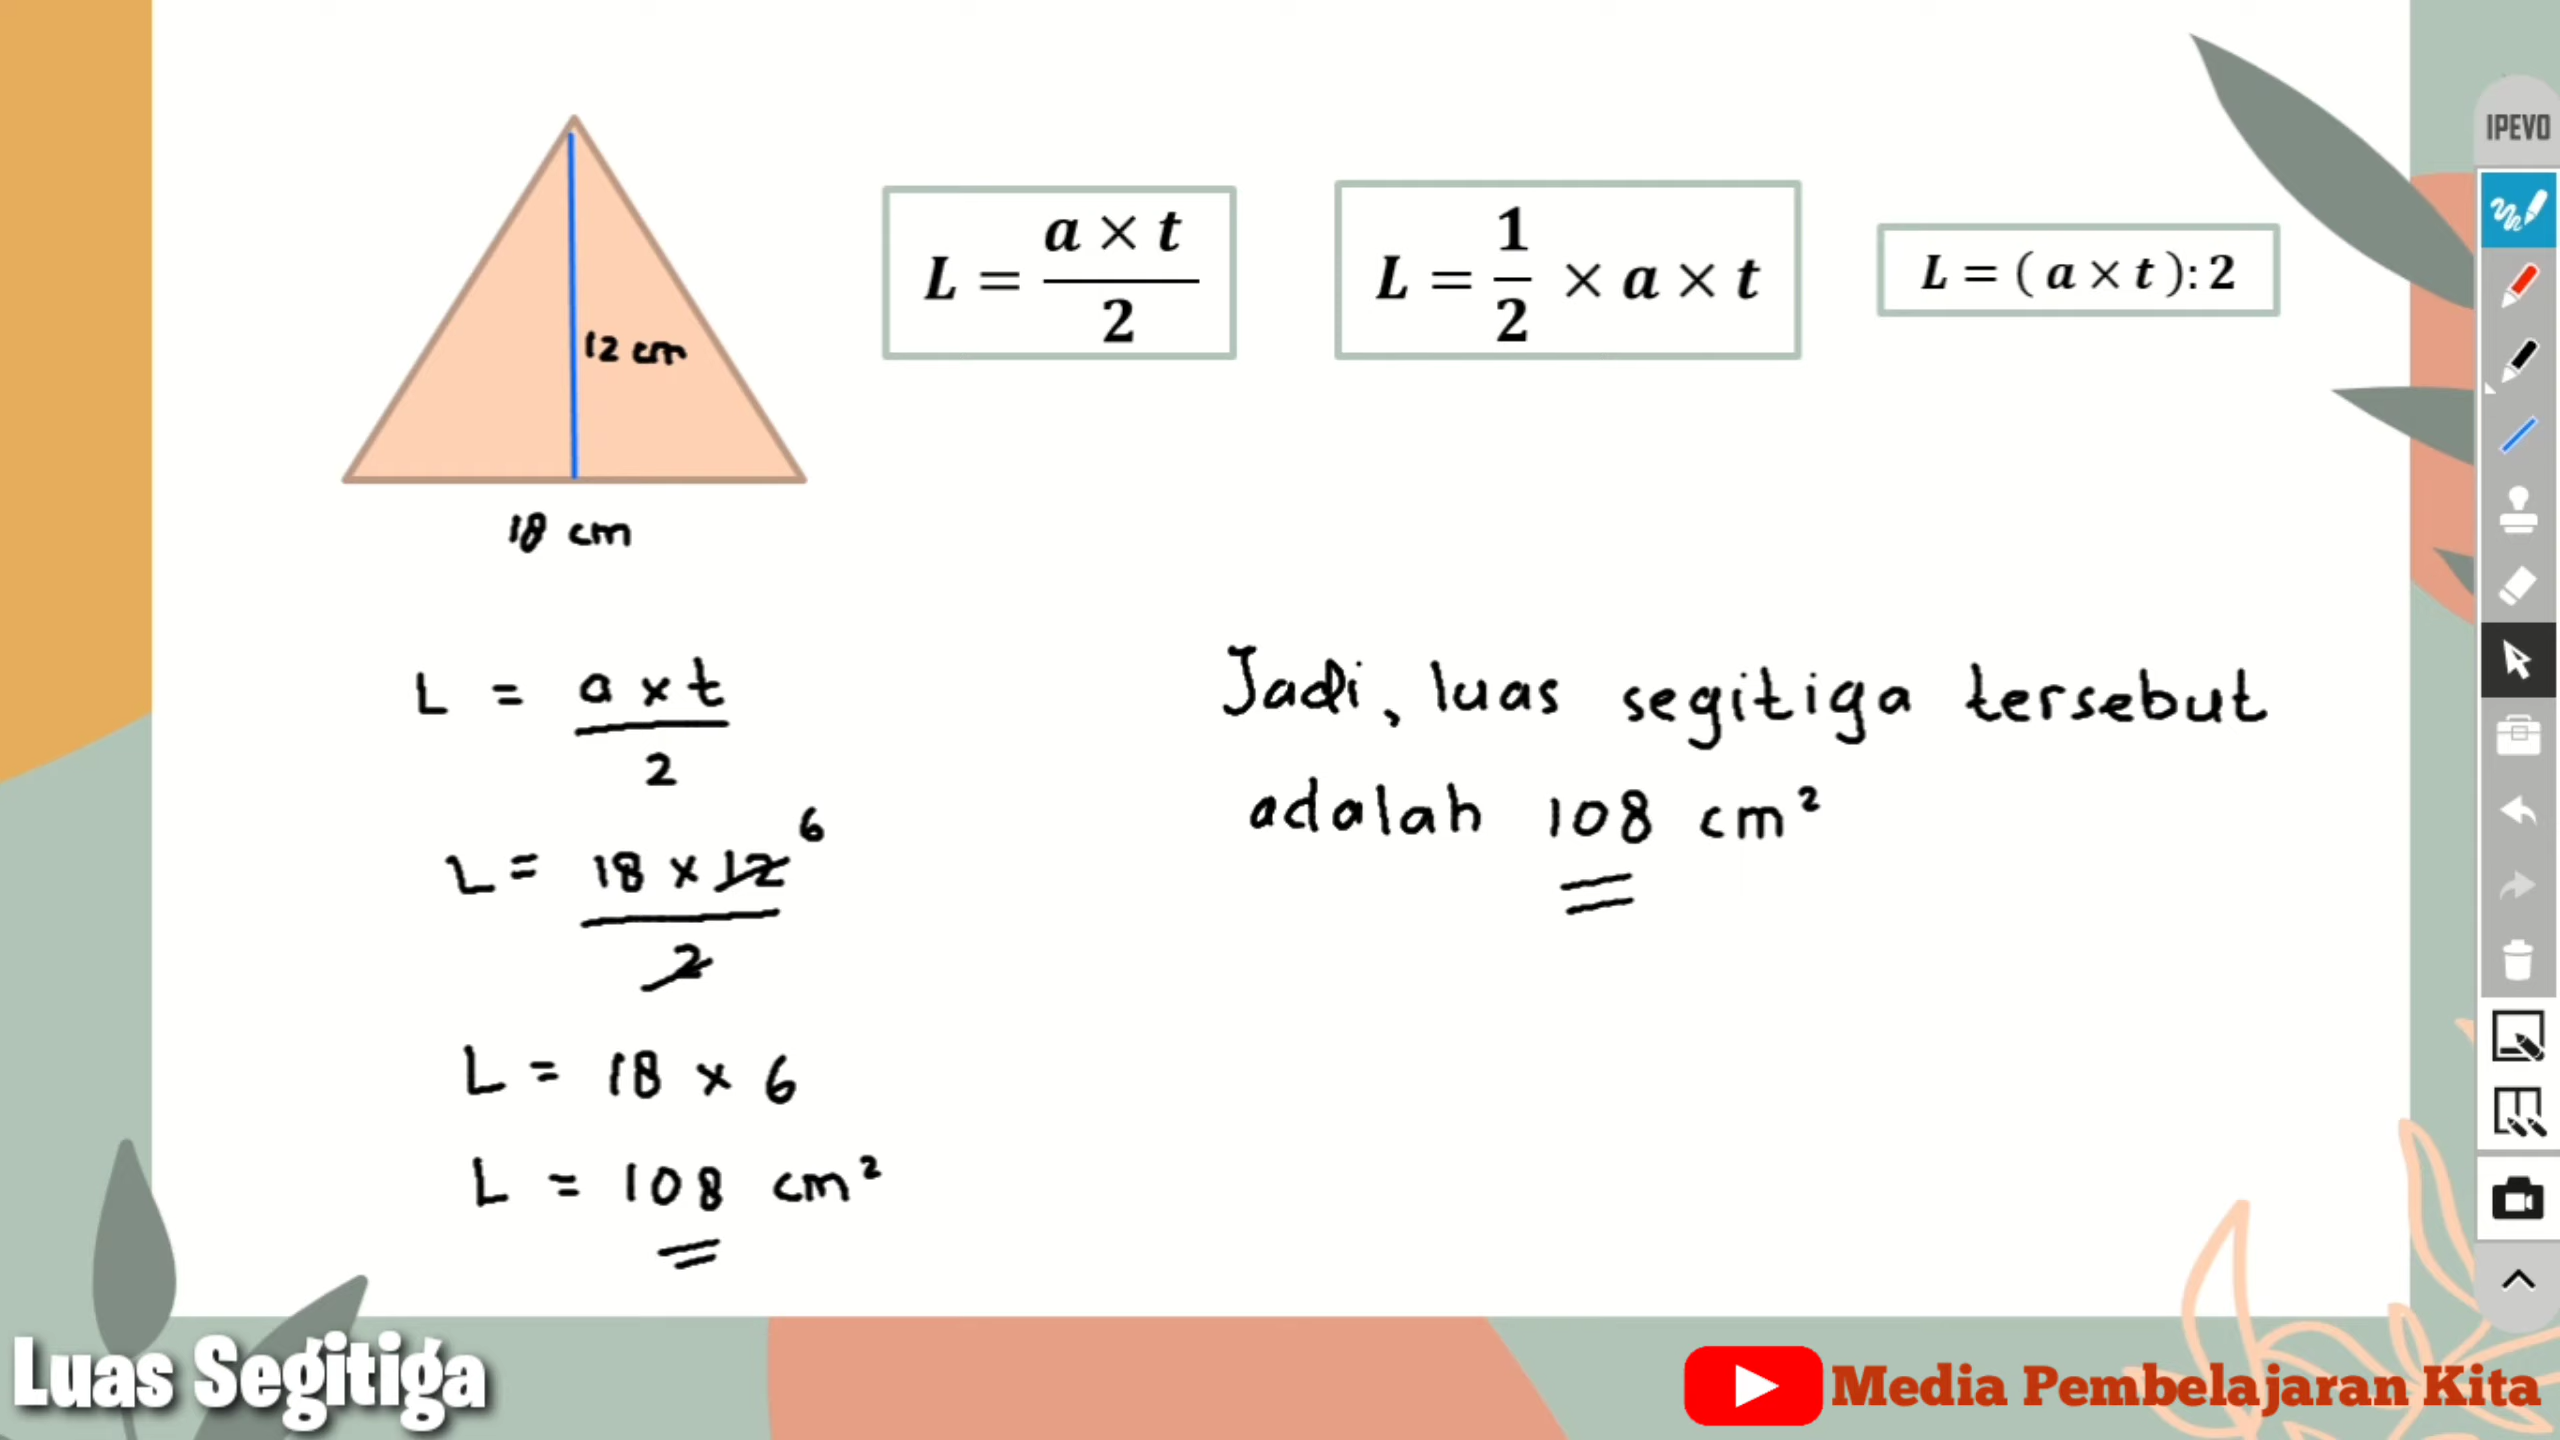 12 cm
18 cm
L = a × t / 2
L = 1/2 × a × t
L = ( a × t ): 2
IPEVO
L = a × t / 2
L = 18 × 12 / 2 6
L = 18 × 6
L = 108 cm²
Jadi, luas segitiga tersebut
adalah 108 cm²
Luas Segitiga
Media Pembelajaran Kita